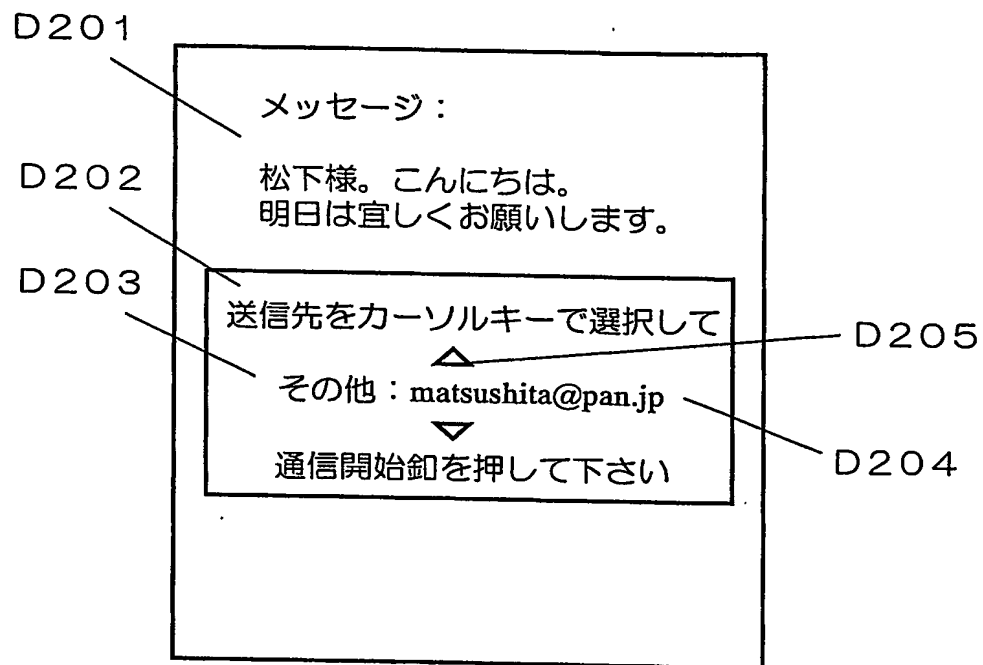 D201
メッセージ：
D202
松下様。こんにちは。
明日は宜しくお願いします。
D203
送信先をカーソルキーで選択して
D205
その他：matsushita@pan.jp
D204
通信開始釦を押して下さい